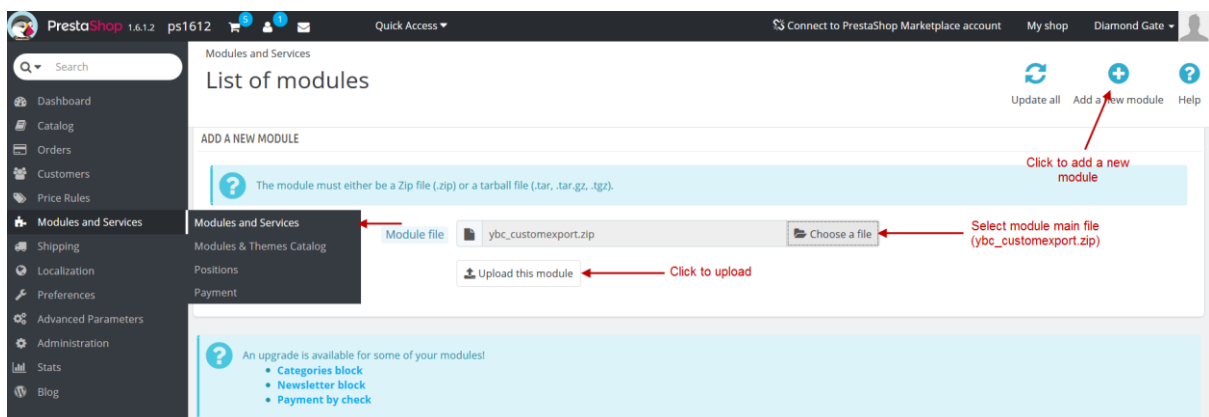 PrestaShop 1.6.1.2 ps1612 5 1 Quick Access Connect to PrestaShop Marketplace account My shop Diamond Gate
Search
Modules and Services
List of modules
Update all Add a new module Help
Dashboard
Catalog
Orders
Customers
Price Rules
Modules and Services
Shipping
Localization
Preferences
Advanced Parameters
Administration
Stats
Blog
Modules and Services
Modules & Themes Catalog
Positions
Payment
ADD A NEW MODULE
Click to add a new
module
The module must either be a Zip file (.zip) or a tarball file (.tar, .tar.gz, .tgz).
Module file ybc_customexport.zip Choose a file
Select module main file
(ybc_customexport.zip)
Upload this module Click to upload
An upgrade is available for some of your modules!
Categories block
Newsletter block
Payment by check